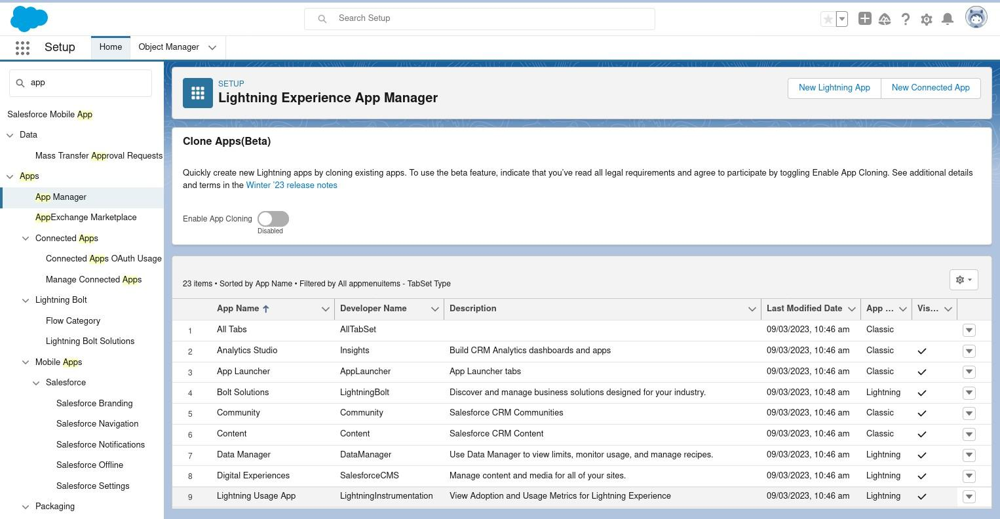 Search Setup
Setup
Home
Object Manager
app
Salesforce Mobile App
Data
Mass Transfer Approval Requests
Apps
App Manager
AppExchange Marketplace
Connected Apps
Connected Apps OAuth Usage
Manage Connected Apps
Lightning Bolt
Flow Category
Lightning Bolt Solutions
Mobile Apps
Salesforce
Salesforce Branding
Salesforce Navigation
Salesforce Notifications
Salesforce Offline
Salesforce Settings
Packaging
SETUP
Lightning Experience App Manager
New Lightning App
New Connected App
Clone Apps(Beta)
Quickly create new Lightning apps by cloning existing apps. To use the beta feature, indicate that you've read all legal requirements and agree to participate by toggling Enable App Cloning. See additional details
and terms in the Winter '23 release notes
Enable App Cloning
Disabled
23 items • Sorted by App Name • Filtered by All appmenuitems - TabSet Type
App Name Developer Name Description Last Modified Date App ... Vis...
1 All Tabs AllTabSet 09/03/2023, 10:46 am Classic
2 Analytics Studio Insights Build CRM Analytics dashboards and apps 09/03/2023, 10:46 am Classic
3 App Launcher AppLauncher App Launcher tabs 09/03/2023, 10:46 am Classic
4 Bolt Solutions LightningBolt Discover and manage business solutions designed for your industry. 09/03/2023, 10:48 am Lightning
5 Community Community Salesforce CRM Communities 09/03/2023, 10:46 am Classic
6 Content Content Salesforce CRM Content 09/03/2023, 10:46 am Classic
7 Data Manager DataManager Use Data Manager to view limits, monitor usage, and manage recipes. 09/03/2023, 10:46 am Lightning
8 Digital Experiences SalesforceCMS Manage content and media for all of your sites. 09/03/2023, 10:46 am Lightning
9 Lightning Usage App LightningInstrumentation View Adoption and Usage Metrics for Lightning Experience 09/03/2023, 10:46 am Lightning